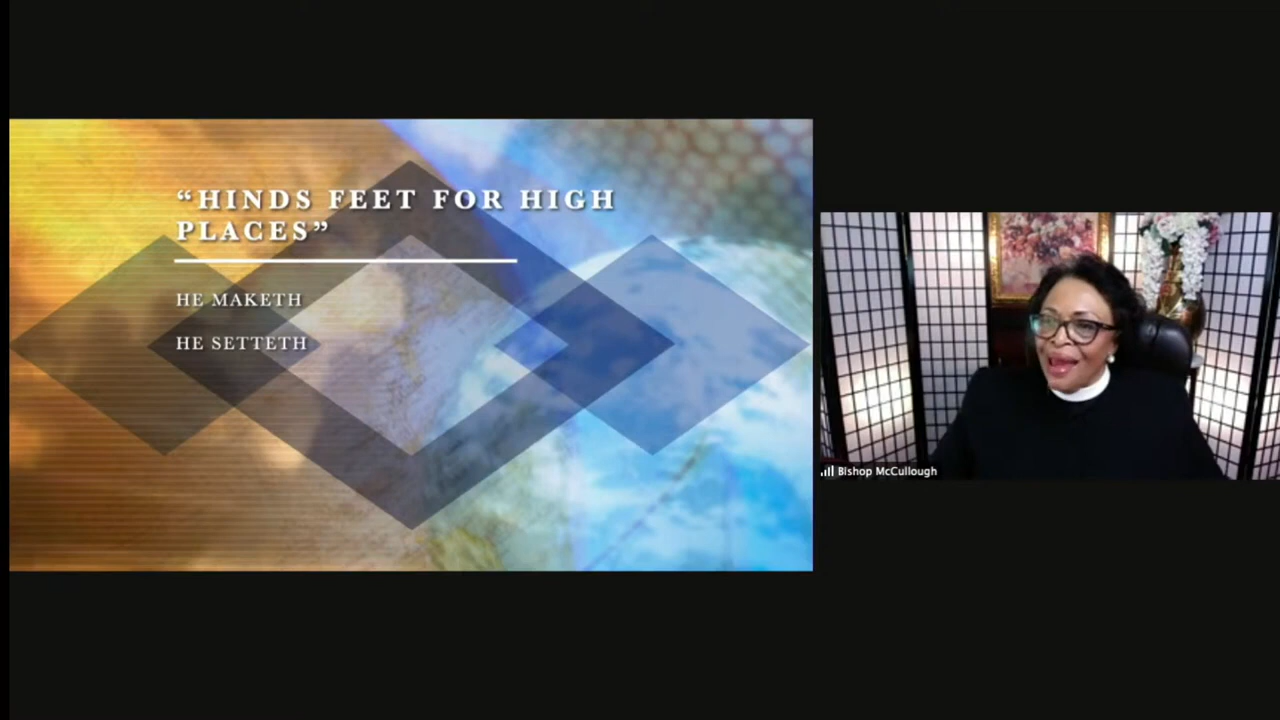 “HINDS FEET FOR HIGH
PLACES”
HE MAKETH
HE SETTETH
Bishop McCullough